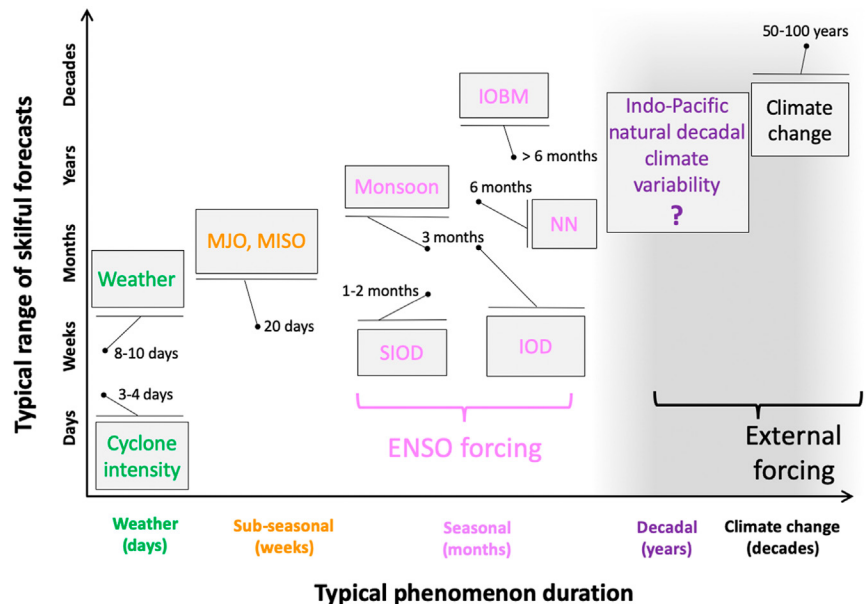 Typical range of skilful forecasts
Decades
Years
Months
Weeks
Days
50-100 years
Climate
change
Indo-Pacific
natural decadal
climate
variability
?
IOBM
> 6 months
Monsoon
6 months
NN
3 months
MJO, MISO
20 days
Weather
8-10 days
1-2 months
SIOD
IOD
3-4 days
Cyclone
intensity
ENSO forcing
External
forcing
Weather
(days)
Sub-seasonal
(weeks)
Seasonal
(months)
Decadal
(years)
Climate change
(decades)
Typical phenomenon duration